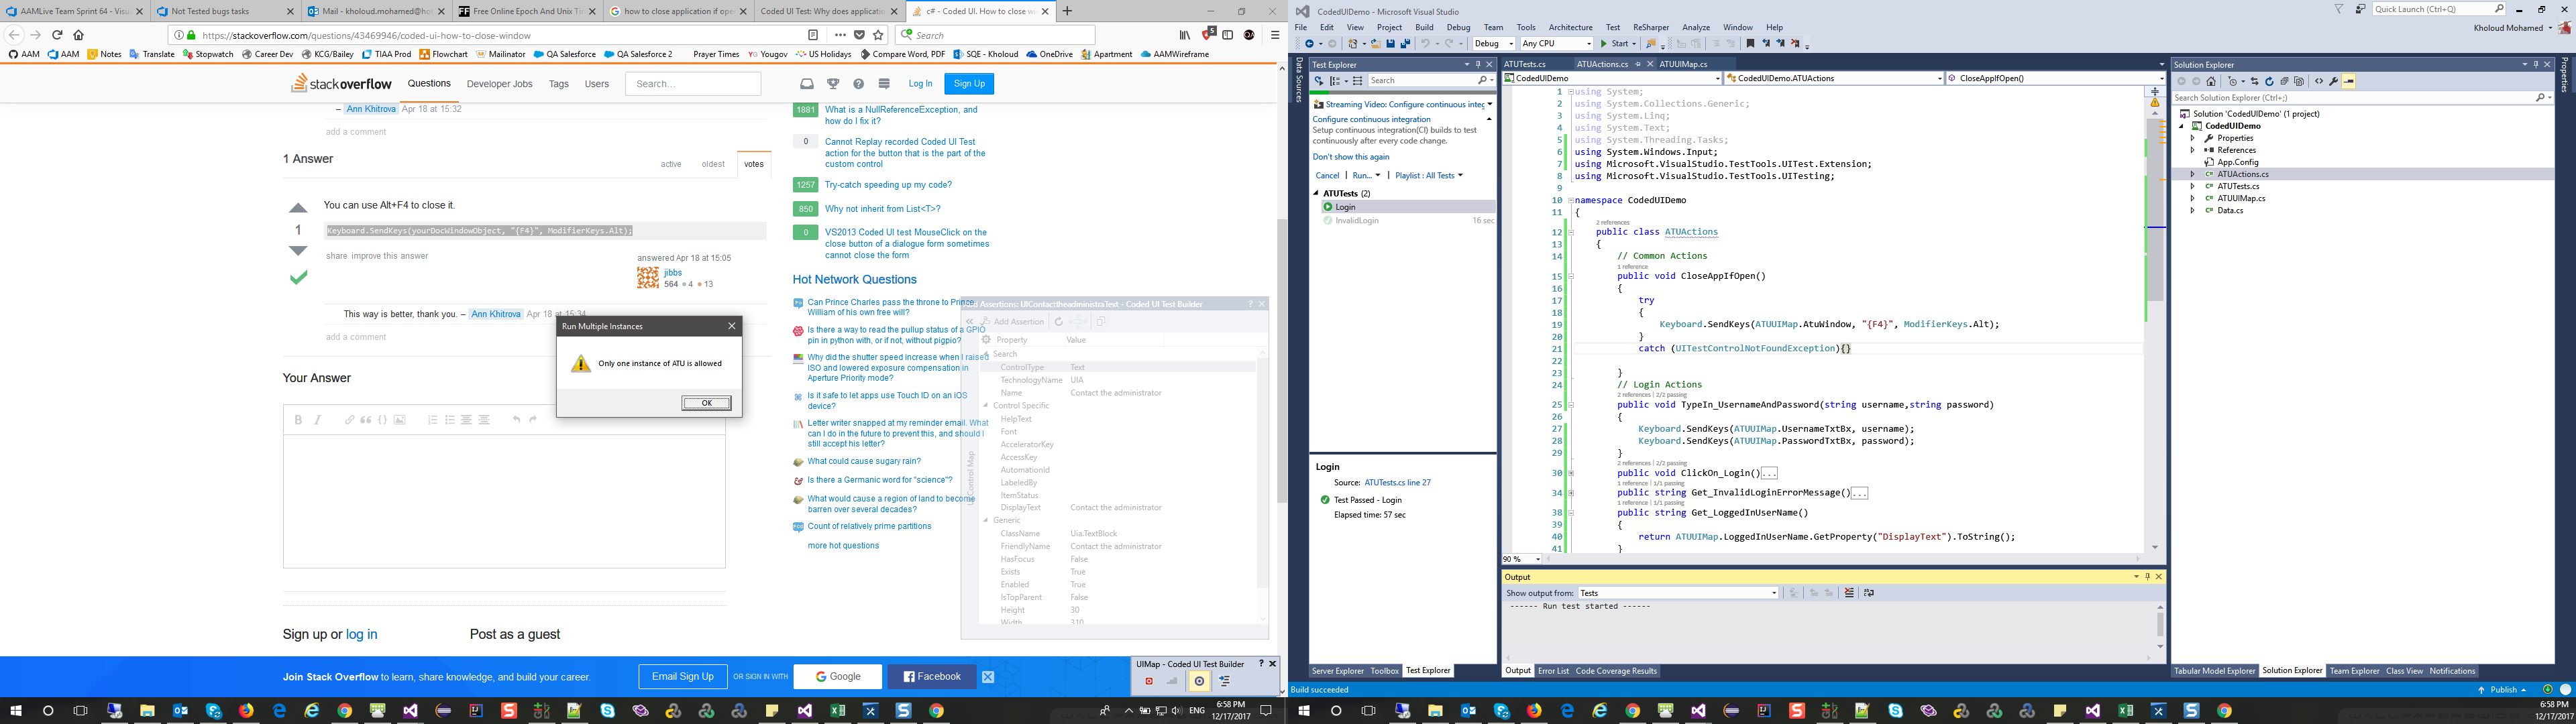 AAMLive Team Sprint 64 - Visu
Not Tested bugs tasks
Mail - kholoud.mohamed@ho
Free Online Epoch And Unix Tim
how to close application if ope
Coded UI Test: Why does applicatio
c# - Coded UI. How to close w
https://stackoverflow.com/questions/43469946/coded-ui-how-to-close-window
Search
AAM AAM Notes Translate Stopwatch Career Dev KCG/Bailey TIAA Prod Flowchart Mailinator QA Salesforce QA Salesforce 2 Prayer Times Yougov US Holidays Compare Word, PDF SQE - Kholoud OneDrive Apartment AAMWireframe
stackoverflow Questions Developer Jobs Tags Users Search... Log In Sign Up
– Ann Khitrova Apr 18 at 15:32
add a comment
1 Answer
active oldest votes
You can use Alt+F4 to close it.
1
Keyboard.SendKeys(yourDocWindowObject, "{F4}", ModifierKeys.Alt);
share improve this answer
answered Apr 18 at 15:05
jibbs
564 4 13
This way is better, thank you. – Ann Khitrova Apr 18 at 15:34
add a comment
Your Answer
Run Multiple Instances
Only one instance of ATU is allowed
OK
Sign up or log in
Post as a guest
1881 What is a NullReferenceException, and
how do I fix it?
0 Cannot Replay recorded Coded UI Test
action for the button that is the part of the
custom control
1257 Try-catch speeding up my code?
850 Why not inherit from List<T>?
0 VS2013 Coded UI test MouseClick on the
close button of a dialogue form sometimes
cannot close the form
Hot Network Questions
Can Prince Charles pass the throne to Prince
William of his own free will?
Is there a way to read the pullup status of a GPIO
pin in python with, or if not, without pigpio?
Why did the shutter speed increase when I raised
ISO and lowered exposure compensation in
Aperture Priority mode?
Is it safe to let apps use Touch ID on an iOS
device?
Letter writer snapped at my reminder email. What
can I do in the future to prevent this, and should I
still accept his letter?
What could cause sugary rain?
Is there a Germanic word for "science"?
What would cause a region of land to become
barren over several decades?
Count of relatively prime partitions
more hot questions
Add Assertions: UIContacttheadministraText - Coded UI Test Builder
Add Assertion
UI Control Map
Property Value
Search
ControlType Text
TechnologyName UIA
Name Contact the administrator
Control Specific
HelpText
Font
AcceleratorKey
AccessKey
AutomationId
LabeledBy
ItemStatus
DisplayText Contact the administrator
Generic
ClassName Uia.TextBlock
FriendlyName Contact the administrator
HasFocus False
Exists True
Enabled True
IsTopParent False
Height 30
Width 310
Join Stack Overflow to learn, share knowledge, and build your career.
Email Sign Up OR SIGN IN WITH Google Facebook
UIMap - Coded UI Test Builder
ENG
6:58 PM
12/17/2017
CodedUIDemo - Microsoft Visual Studio
Quick Launch (Ctrl+Q)
File Edit View Project Build Debug Team Tools Architecture Test ReSharper Analyze Window Help
Kholoud Mohamed
Debug Any CPU Start
Data Sources
Test Explorer
Search
Streaming Video: Configure continuous integ
Configure continuous integration
Setup continuous integration(CI) builds to test
continuously after every code change.
Don't show this again
Cancel | Run... | Playlist : All Tests
ATUTests (2)
Login
InvalidLogin 16 sec
Login
Source: ATUTests.cs line 27
Test Passed - Login
Elapsed time: 57 sec
Server Explorer Toolbox Test Explorer
ATUTests.cs ATUActions.cs ATUUIMap.cs
CodedUIDemo CodedUIDemo.ATUActions CloseAppIfOpen()
1 using System;
2 using System.Collections.Generic;
3 using System.Linq;
4 using System.Text;
5 using System.Threading.Tasks;
6 using System.Windows.Input;
7 using Microsoft.VisualStudio.TestTools.UITest.Extension;
8 using Microsoft.VisualStudio.TestTools.UITesting;
9
10 namespace CodedUIDemo
11 {
2 references
12 public class ATUActions
13 {
14 // Common Actions
1 reference
15 public void CloseAppIfOpen()
16 {
17 try
18 {
19 Keyboard.SendKeys(ATUUIMap.AtuWindow, "{F4}", ModifierKeys.Alt);
20 }
21 catch (UITestControlNotFoundException){}
22
23 }
24 // Login Actions
2 references | 2/2 passing
25 public void TypeIn_UsernameAndPassword(string username,string password)
26 {
27 Keyboard.SendKeys(ATUUIMap.UsernameTxtBx, username);
28 Keyboard.SendKeys(ATUUIMap.PasswordTxtBx, password);
29 }
2 references | 2/2 passing
30 public void ClickOn_Login()...
1 reference | 1/1 passing
34 public string Get_InvalidLoginErrorMessage()...
1 reference | 1/1 passing
38 public string Get_LoggedInUserName()
39 {
40 return ATUUIMap.LoggedInUserName.GetProperty("DisplayText").ToString();
41 }
90 %
Output
Show output from: Tests
------ Run test started ------
Output Error List Code Coverage Results
Solution Explorer
Search Solution Explorer (Ctrl+;)
Solution 'CodedUIDemo' (1 project)
CodedUIDemo
Properties
References
App.Config
ATUActions.cs
ATUTests.cs
ATUUIMap.cs
Data.cs
Properties
Tabular Model Explorer Solution Explorer Team Explorer Class View Notifications
Build succeeded
Publish
6:58 PM
12/17/2017